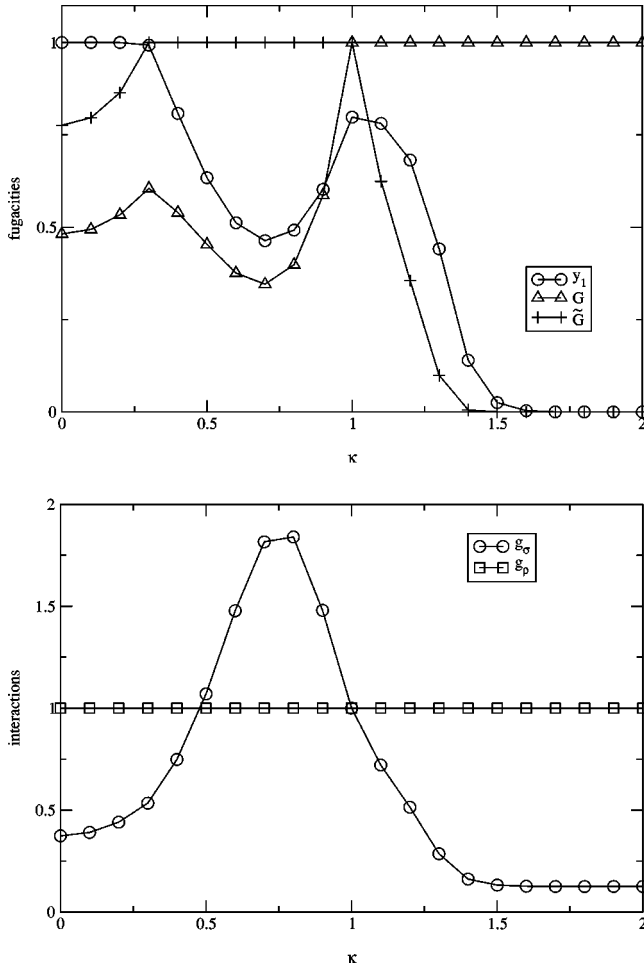 1
0.5
0
fugacities
y₁
G
G̃
0 0.5 1 1.5 2
κ
2
1.5
1
0.5
0
interactions
gσ
gρ
0 0.5 1 1.5 2
κ